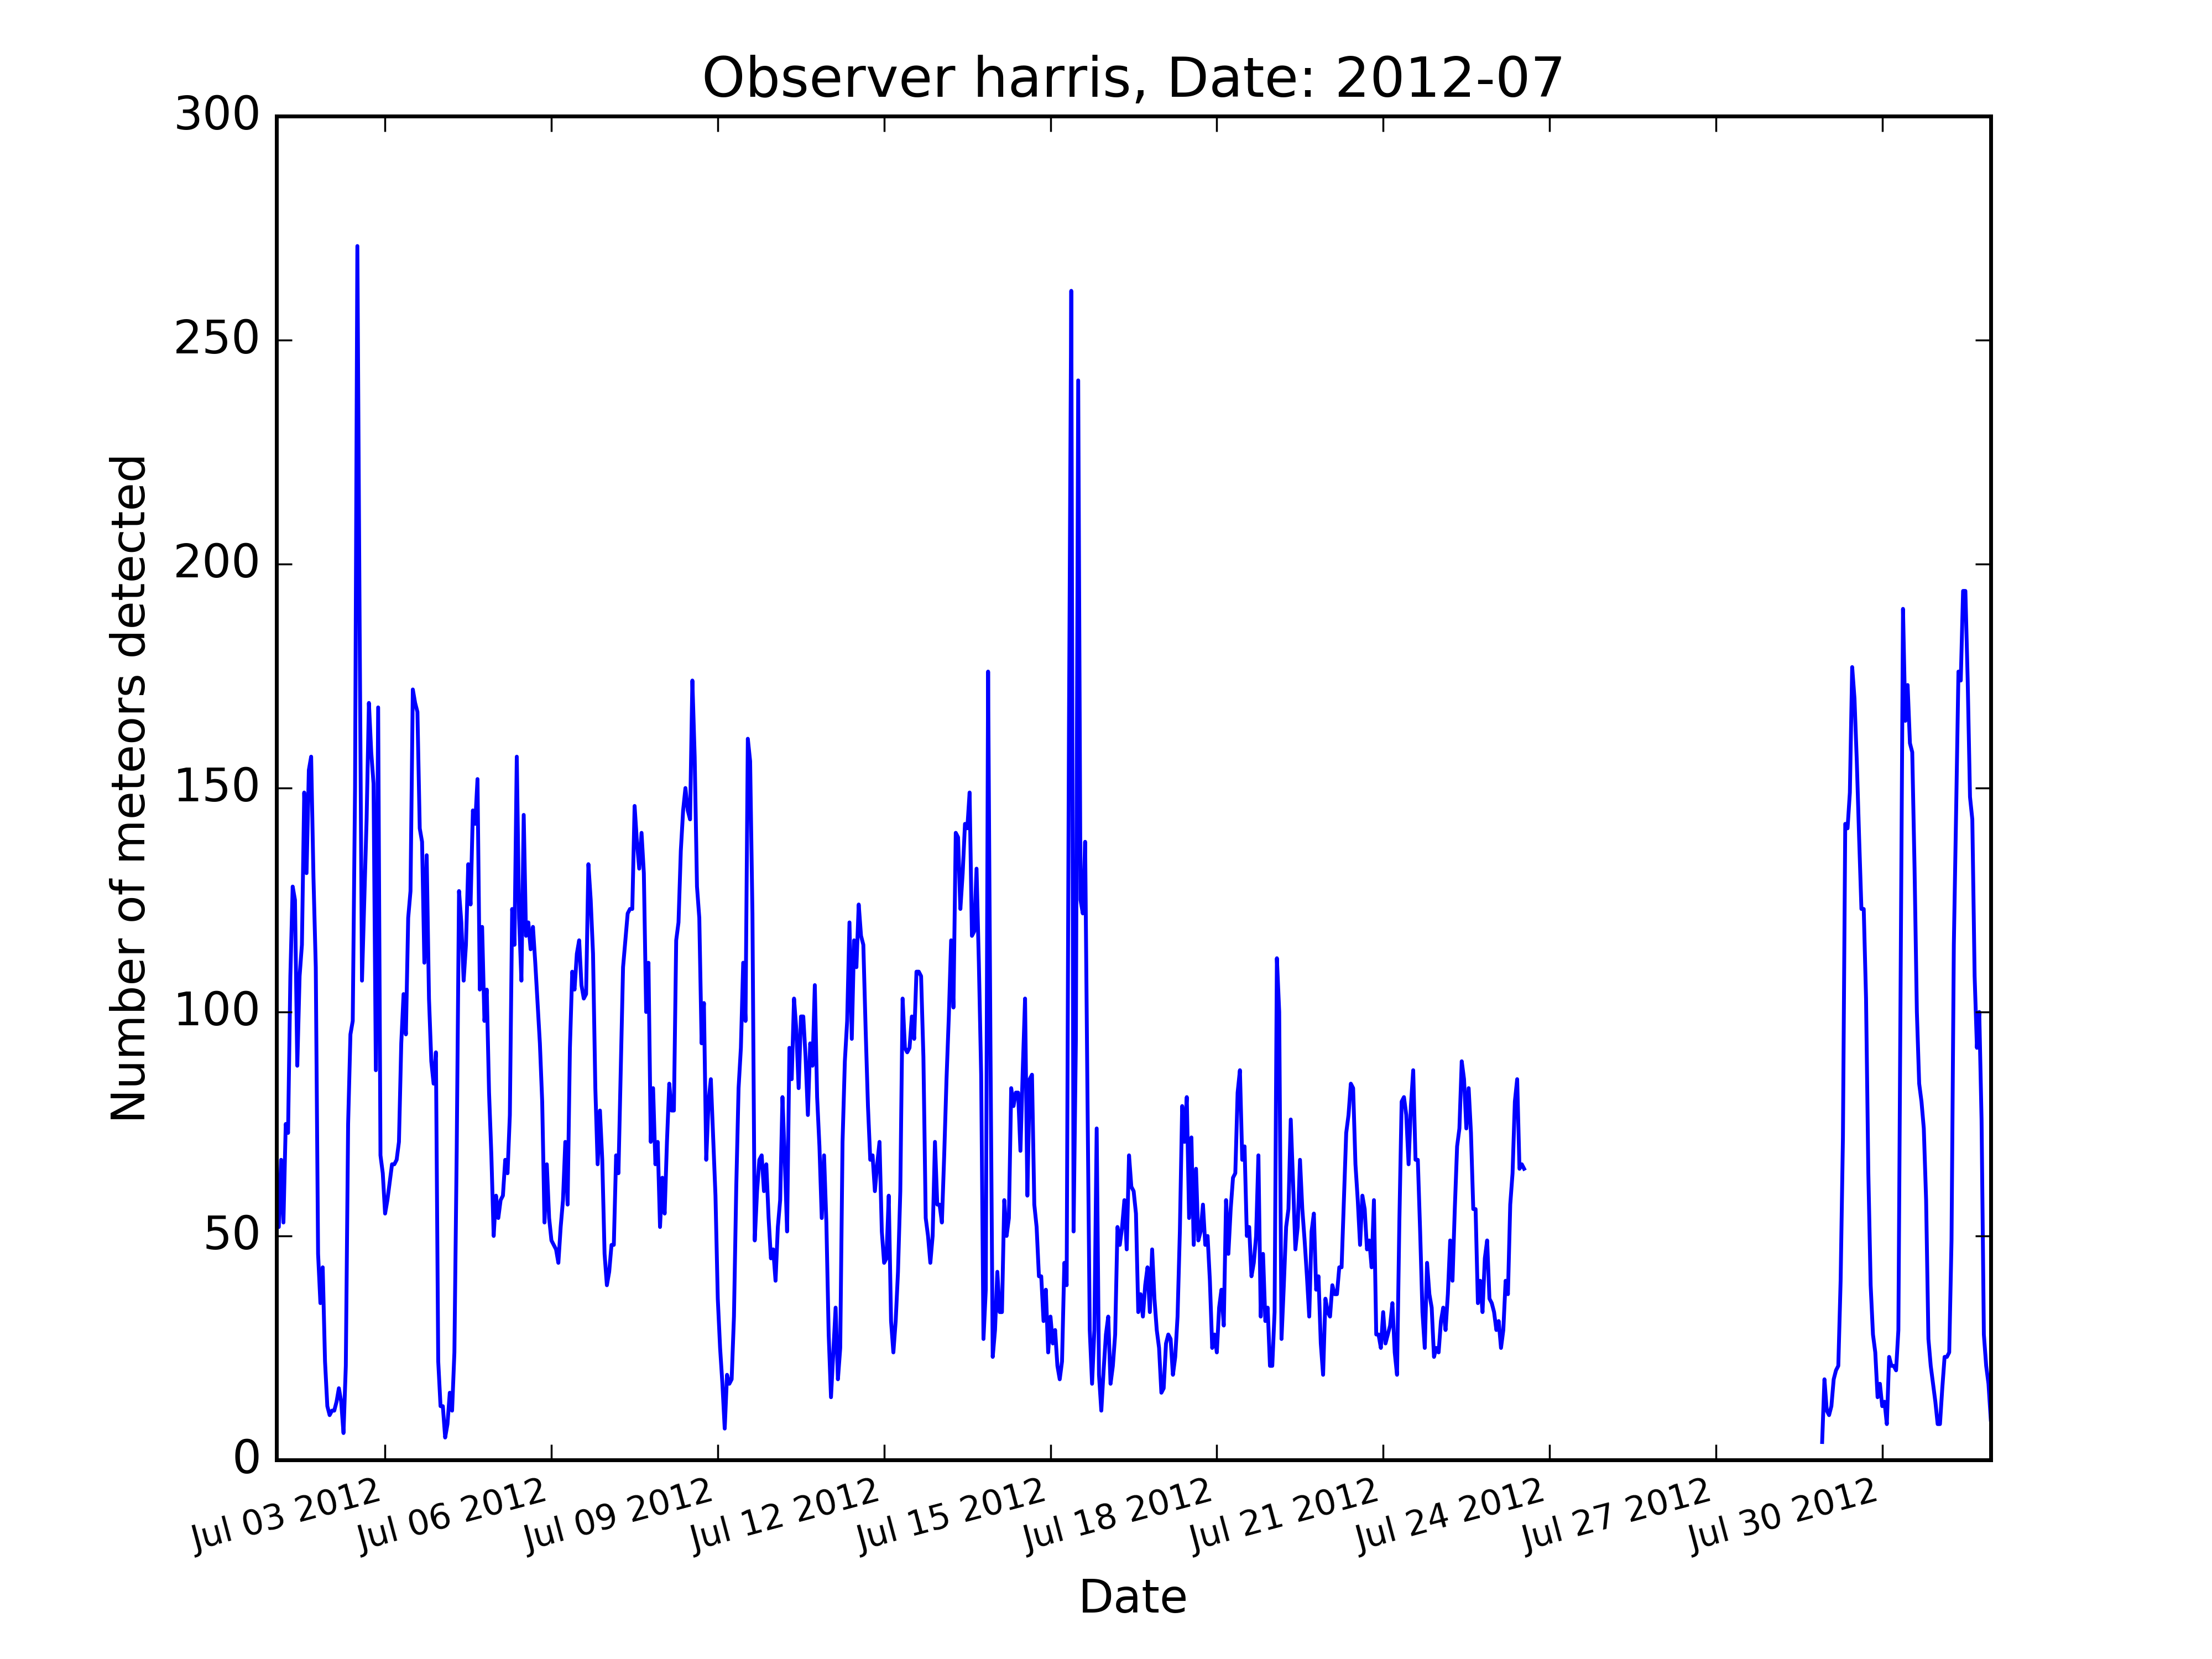 Observer harris, Date: 2012-07
300
250
200
150
100
50
0
Number of meteors detected
Jul 03 2012
Jul 06 2012
Jul 09 2012
Jul 12 2012
Jul 15 2012
Jul 18 2012
Jul 21 2012
Jul 24 2012
Jul 27 2012
Jul 30 2012
Date